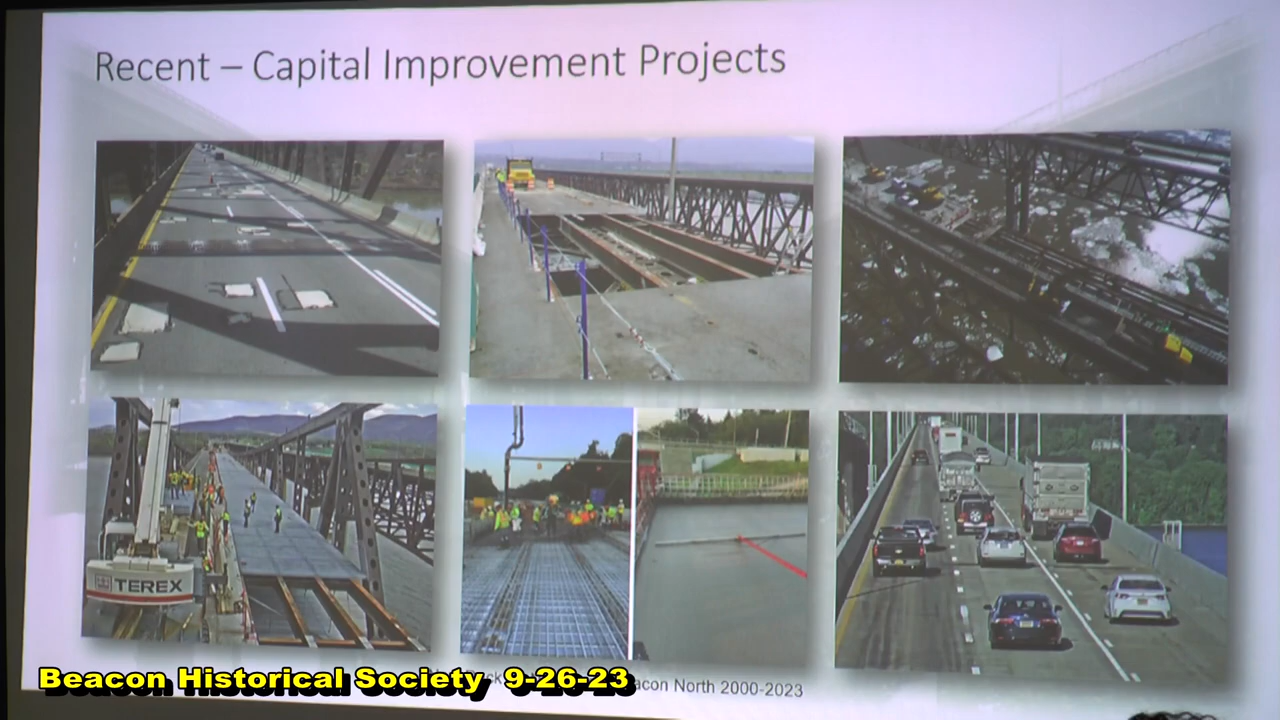 Recent – Capital Improvement Projects
TEREX
Beacon Historical Society 9-26-23
acon North 2000-2023